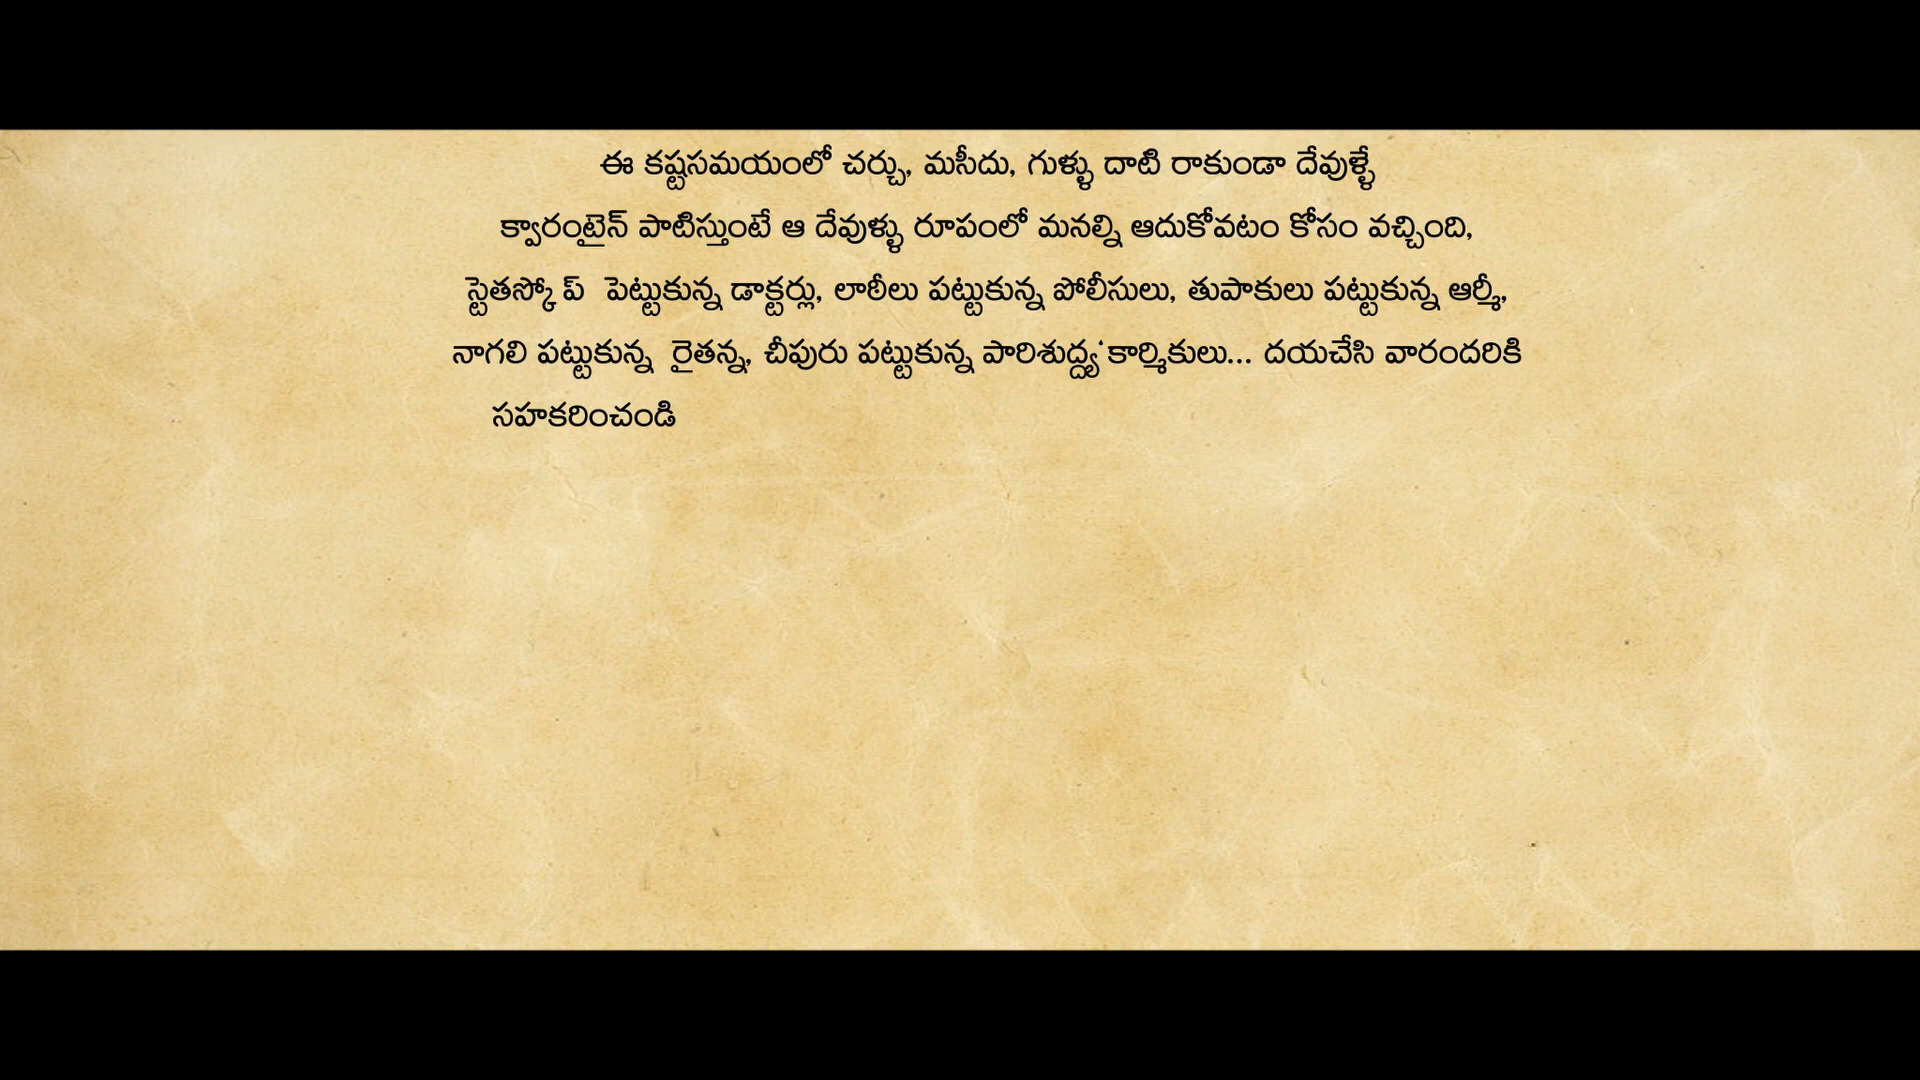 ఈ కష్టసమయంలో చర్చు, మసీదు, గుళ్ళు దాటి రాకుండా దేవుళ్ళే
క్వారంటైన్ పాటిస్తుంటే ఆ దేవుళ్ళు రూపంలో మనల్ని ఆదుకోవటం కోసం వచ్చింది,
స్టెతస్కోప్ పెట్టుకున్న డాక్టర్లు, లాఠీలు పట్టుకున్న పోలీసులు, తుపాకులు పట్టుకున్న ఆర్మీ,
నాగలి పట్టుకున్న రైతన్న, చీపురు పట్టుకున్న పారిశుద్ద్య కార్మికులు... దయచేసి వారందరికి
సహకరించండి